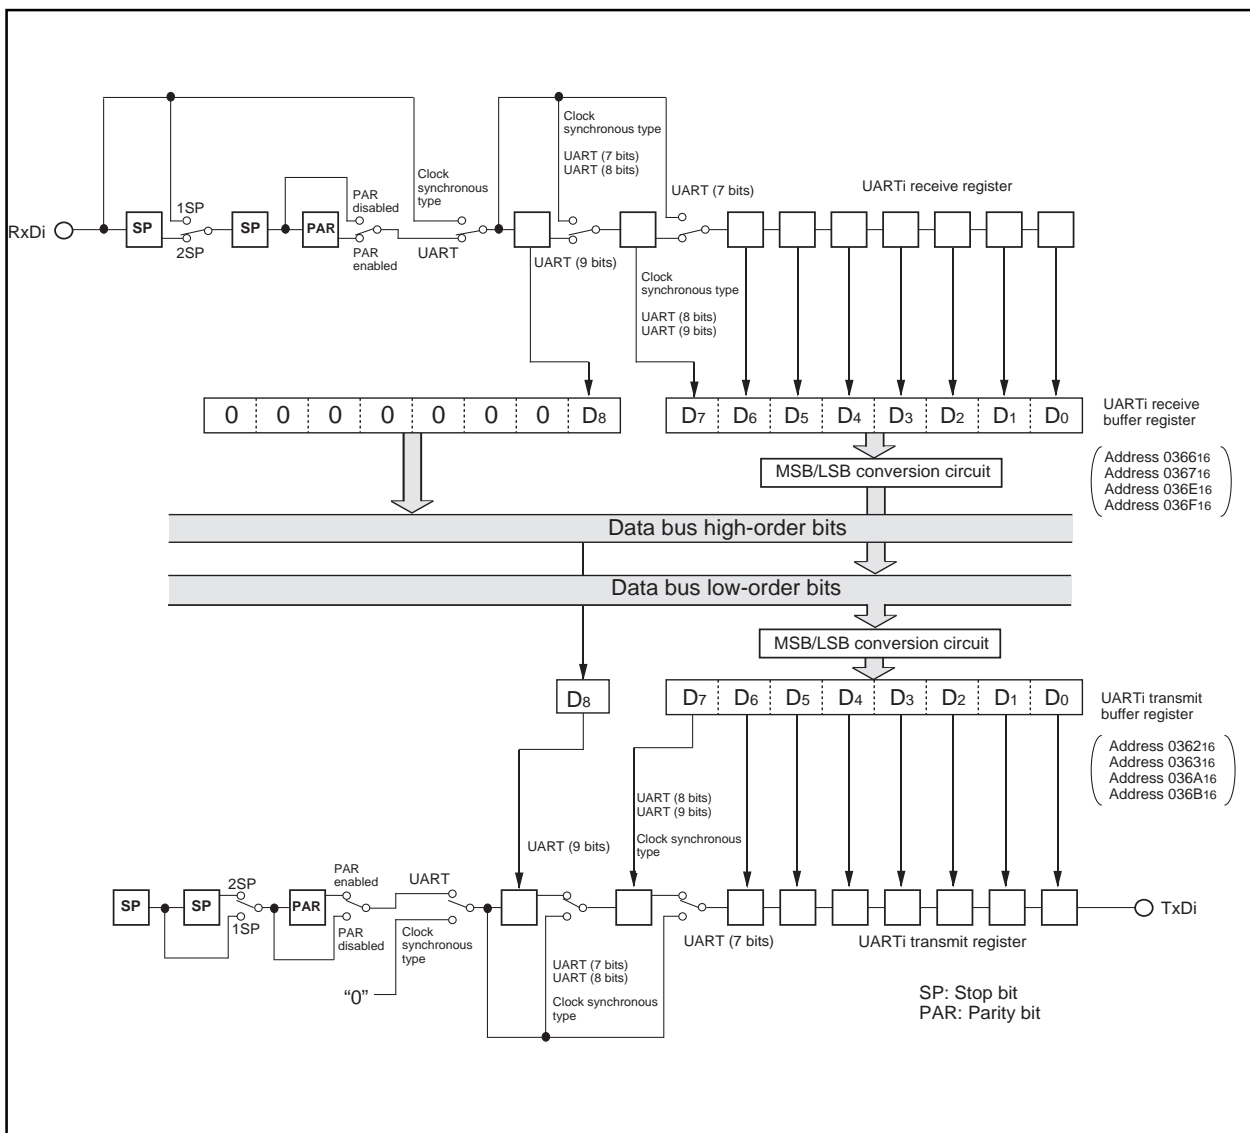 Clock
synchronous type
UART (7 bits)
UART (8 bits)
Clock
synchronous
type
PAR
disabled
UART (7 bits)
UARTi receive register
1SP
RxDi
SP
SP
PAR
2SP
PAR
enabled
UART
UART (9 bits)
Clock
synchronous type
UART (8 bits)
UART (9 bits)
0 0 0 0 0 0 0 D8
D7 D6 D5 D4 D3 D2 D1 D0
UARTi receive
buffer register
MSB/LSB conversion circuit
Address 036616
Address 036716
Address 036E16
Address 036F16
Data bus high-order bits
Data bus low-order bits
MSB/LSB conversion circuit
D8
D7 D6 D5 D4 D3 D2 D1 D0
UARTi transmit
buffer register
Address 036216
Address 036316
Address 036A16
Address 036B16
UART (8 bits)
UART (9 bits)
Clock synchronous
type
UART (9 bits)
PAR
enabled
UART
2SP
SP
SP
PAR
TxDi
1SP
PAR
disabled
Clock
synchronous
type
UART (7 bits)
UARTi transmit register
UART (7 bits)
UART (8 bits)
Clock synchronous
type
“0”
SP: Stop bit
PAR: Parity bit